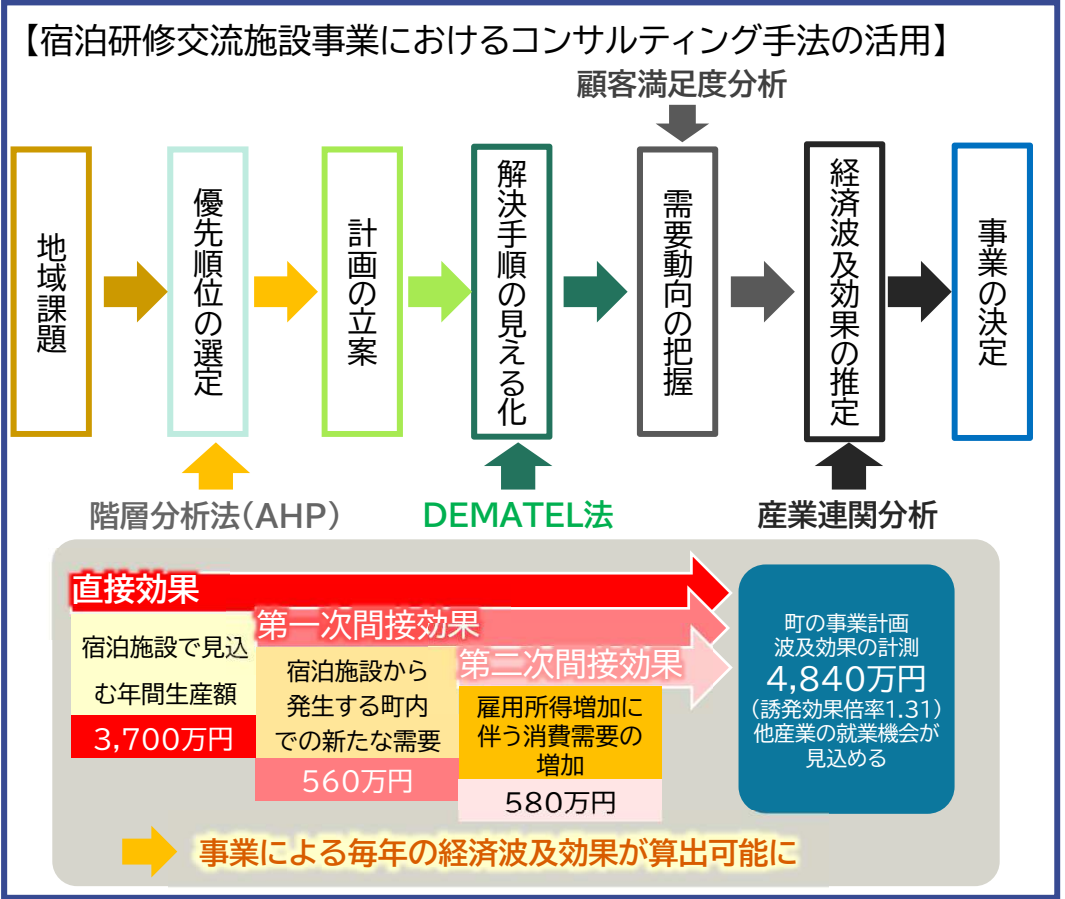 【宿泊研修交流施設事業におけるコンサルティング手法の活用】
顧客満足度分析
地域課題
優先順位の選定
計画の立案
解決手順の見える化
需要動向の把握
経済波及効果の推定
事業の決定
階層分析法(AHP)
DEMATEL法
産業連関分析
直接効果
宿泊施設で見込
む年間生産額
3,700万円
第一次間接効果
宿泊施設から
発生する町内
での新たな需要
560万円
第二次間接効果
雇用所得増加に
伴う消費需要の
増加
580万円
町の事業計画
波及効果の計測
4,840万円
(誘発効果倍率1.31)
他産業の就業機会が
見込める
事業による毎年の経済波及効果が算出可能に